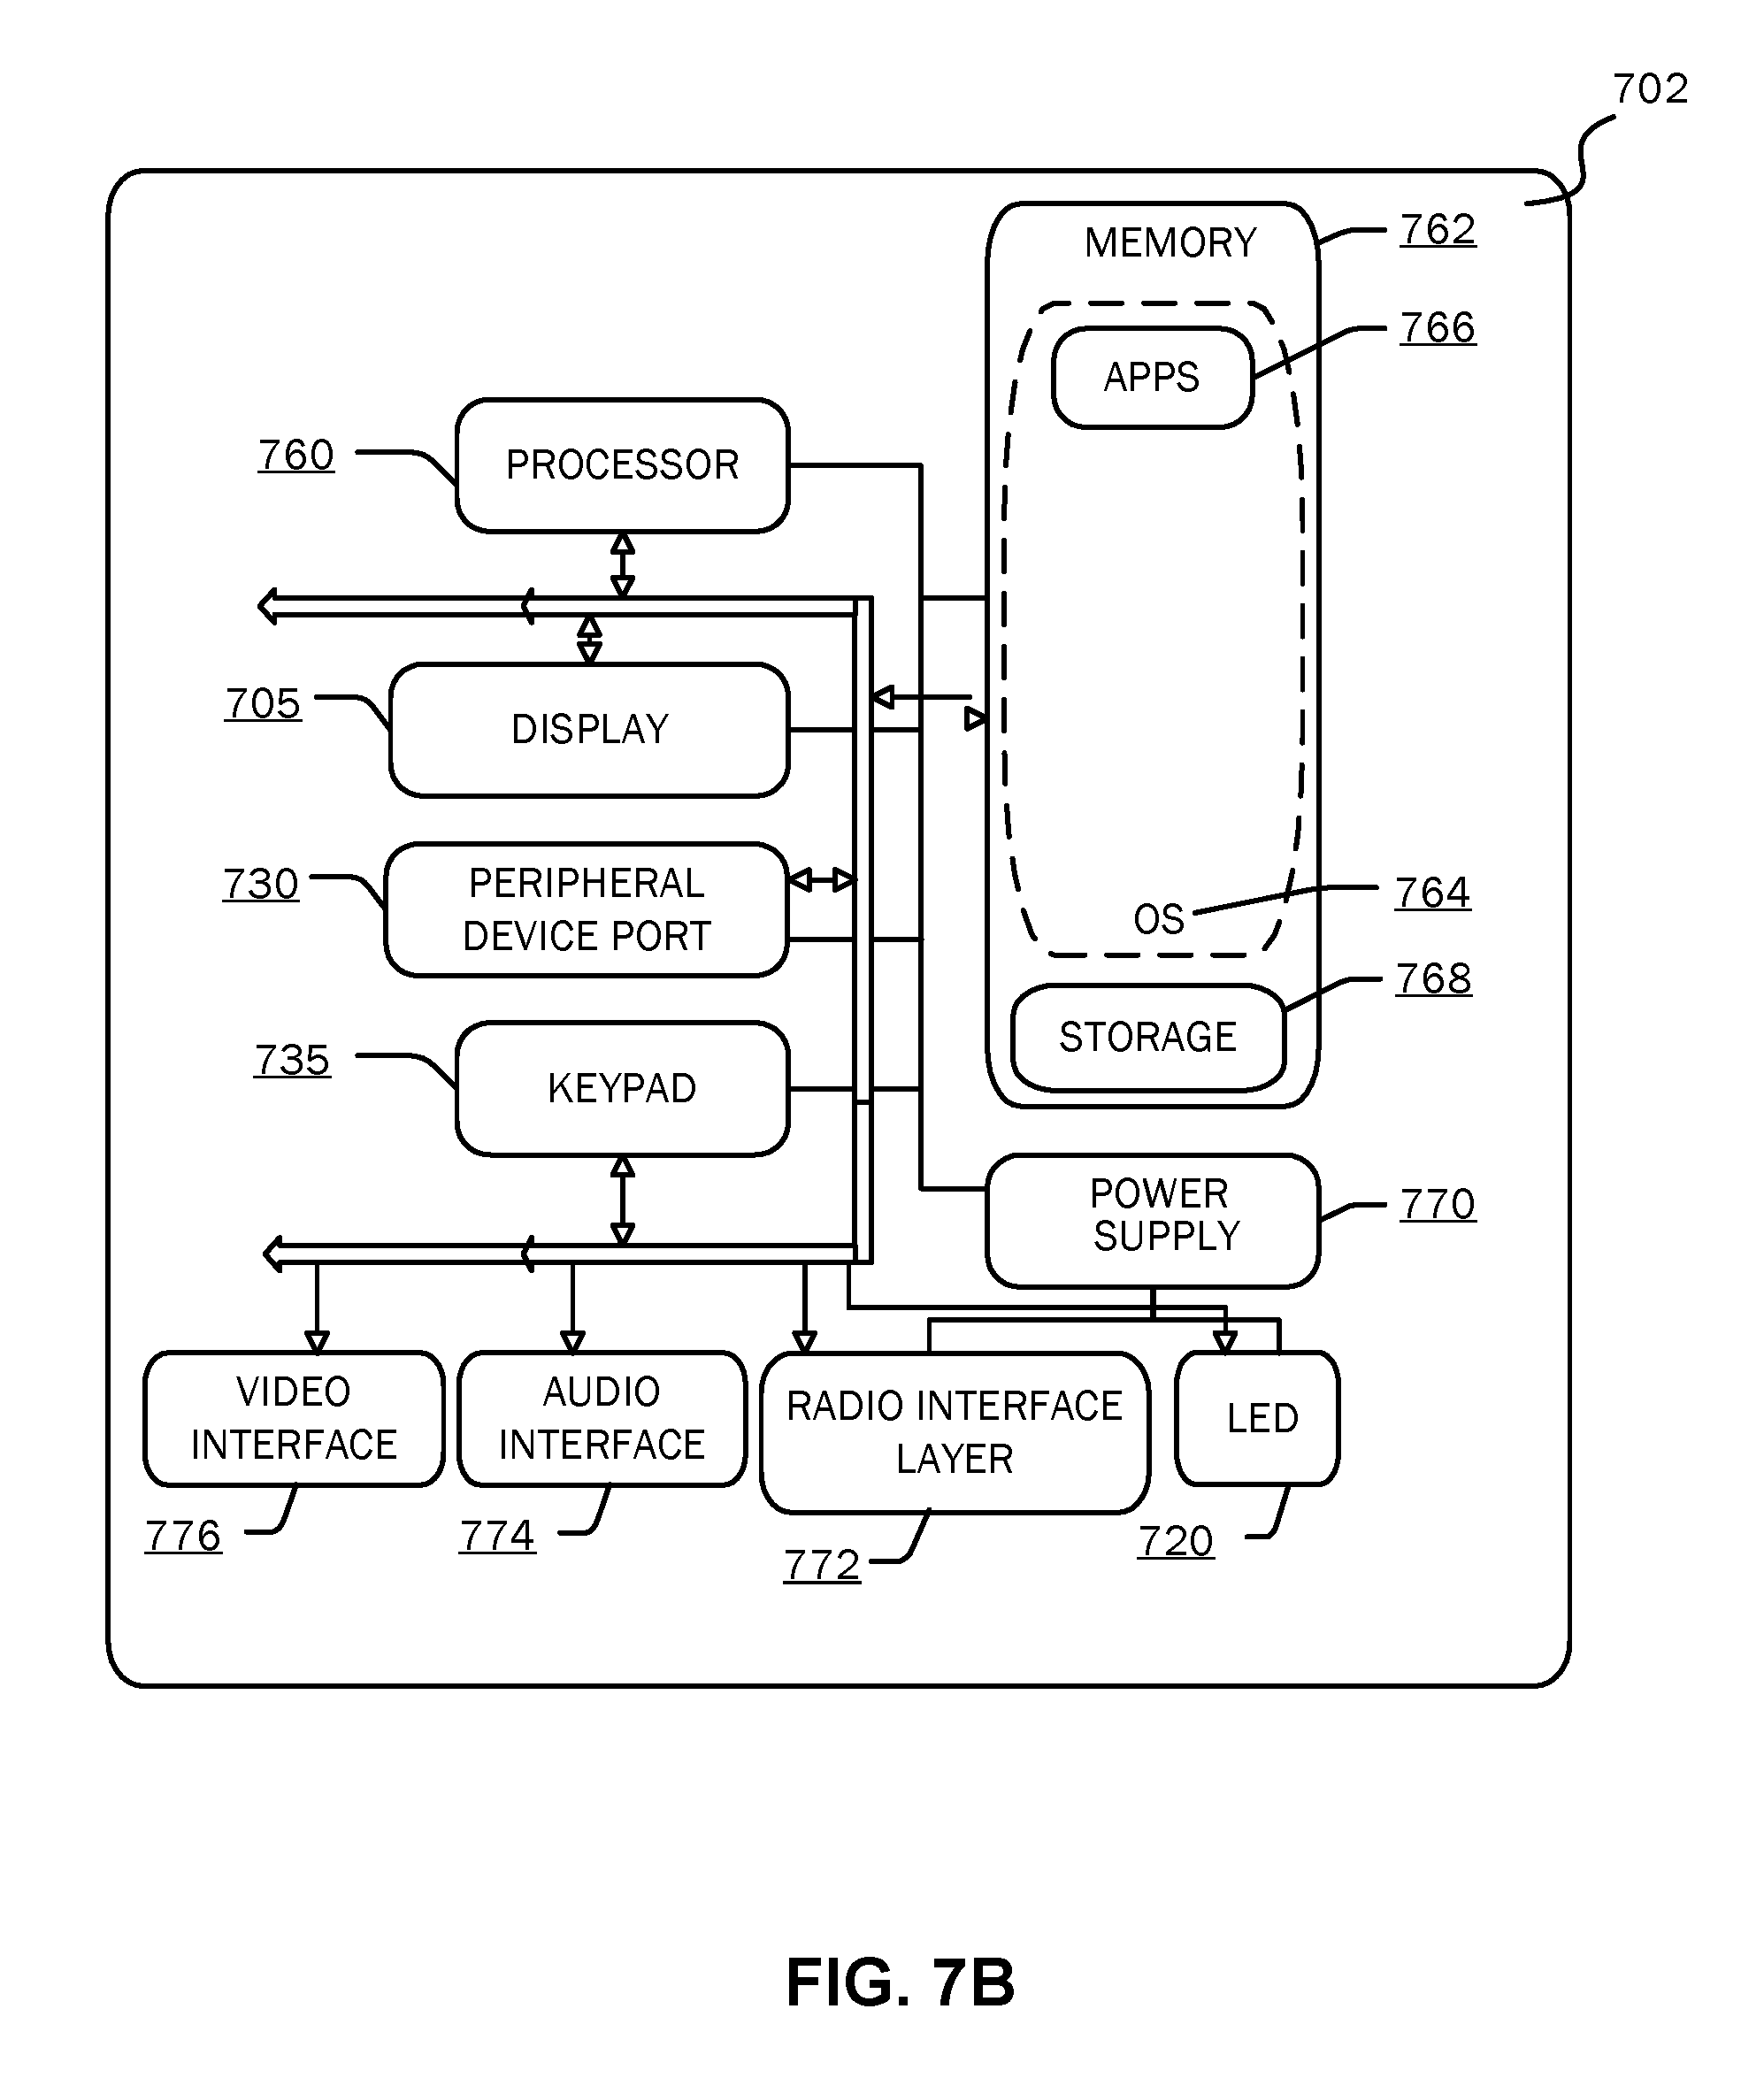 702
MEMORY
762
APPS
766
PROCESSOR
760
DISPLAY
705
PERIPHERAL
DEVICE PORT
730
OS
764
STORAGE
768
KEYPAD
735
POWER
SUPPLY
770
VIDEO
INTERFACE
776
AUDIO
INTERFACE
774
RADIO INTERFACE
LAYER
772
LED
720
FIG. 7B